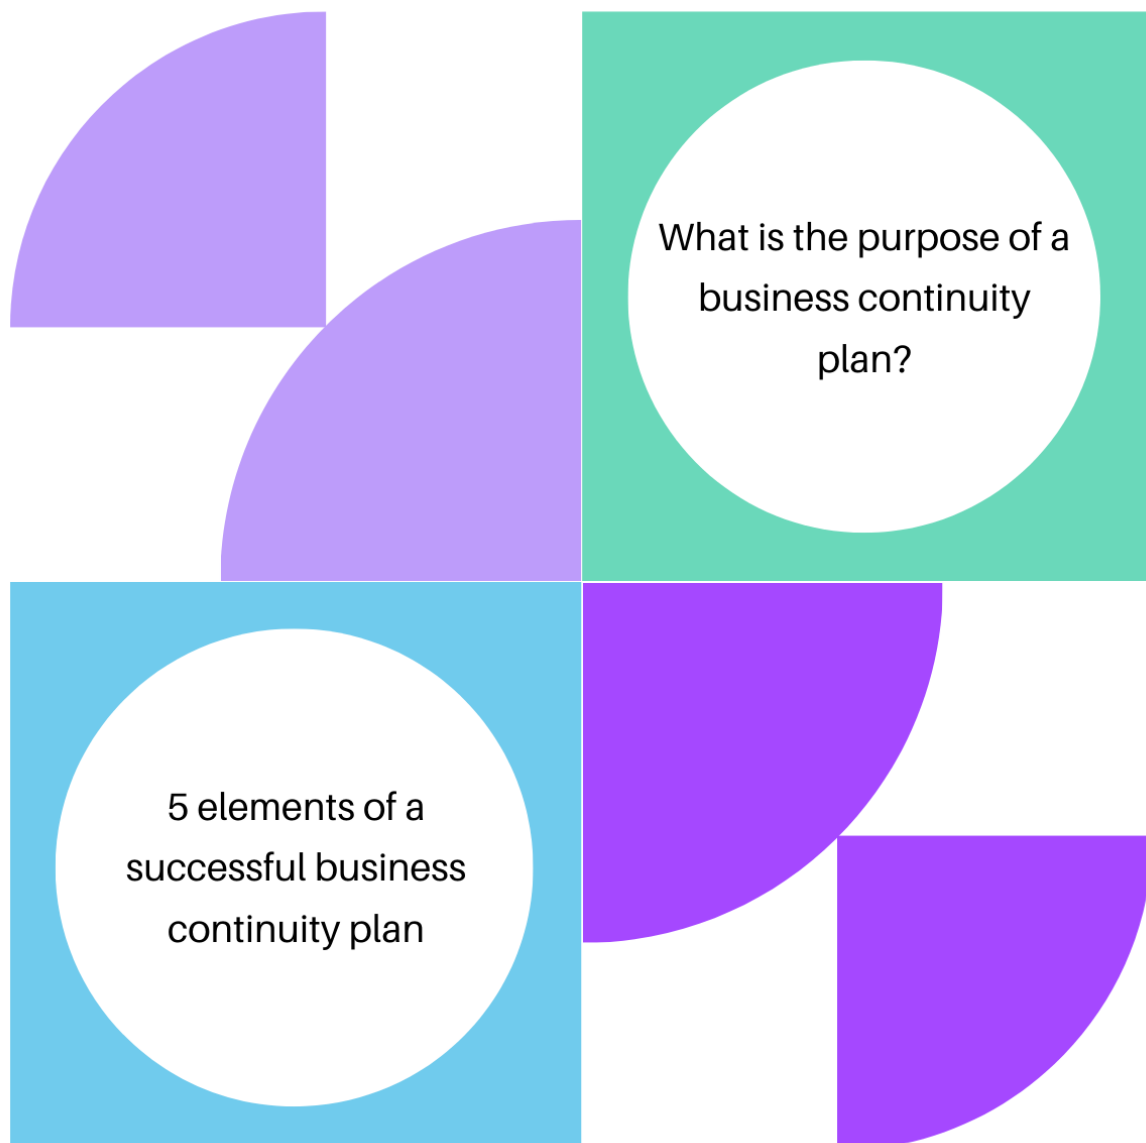 What is the purpose of a
business continuity
plan?
5 elements of a
successful business
continuity plan